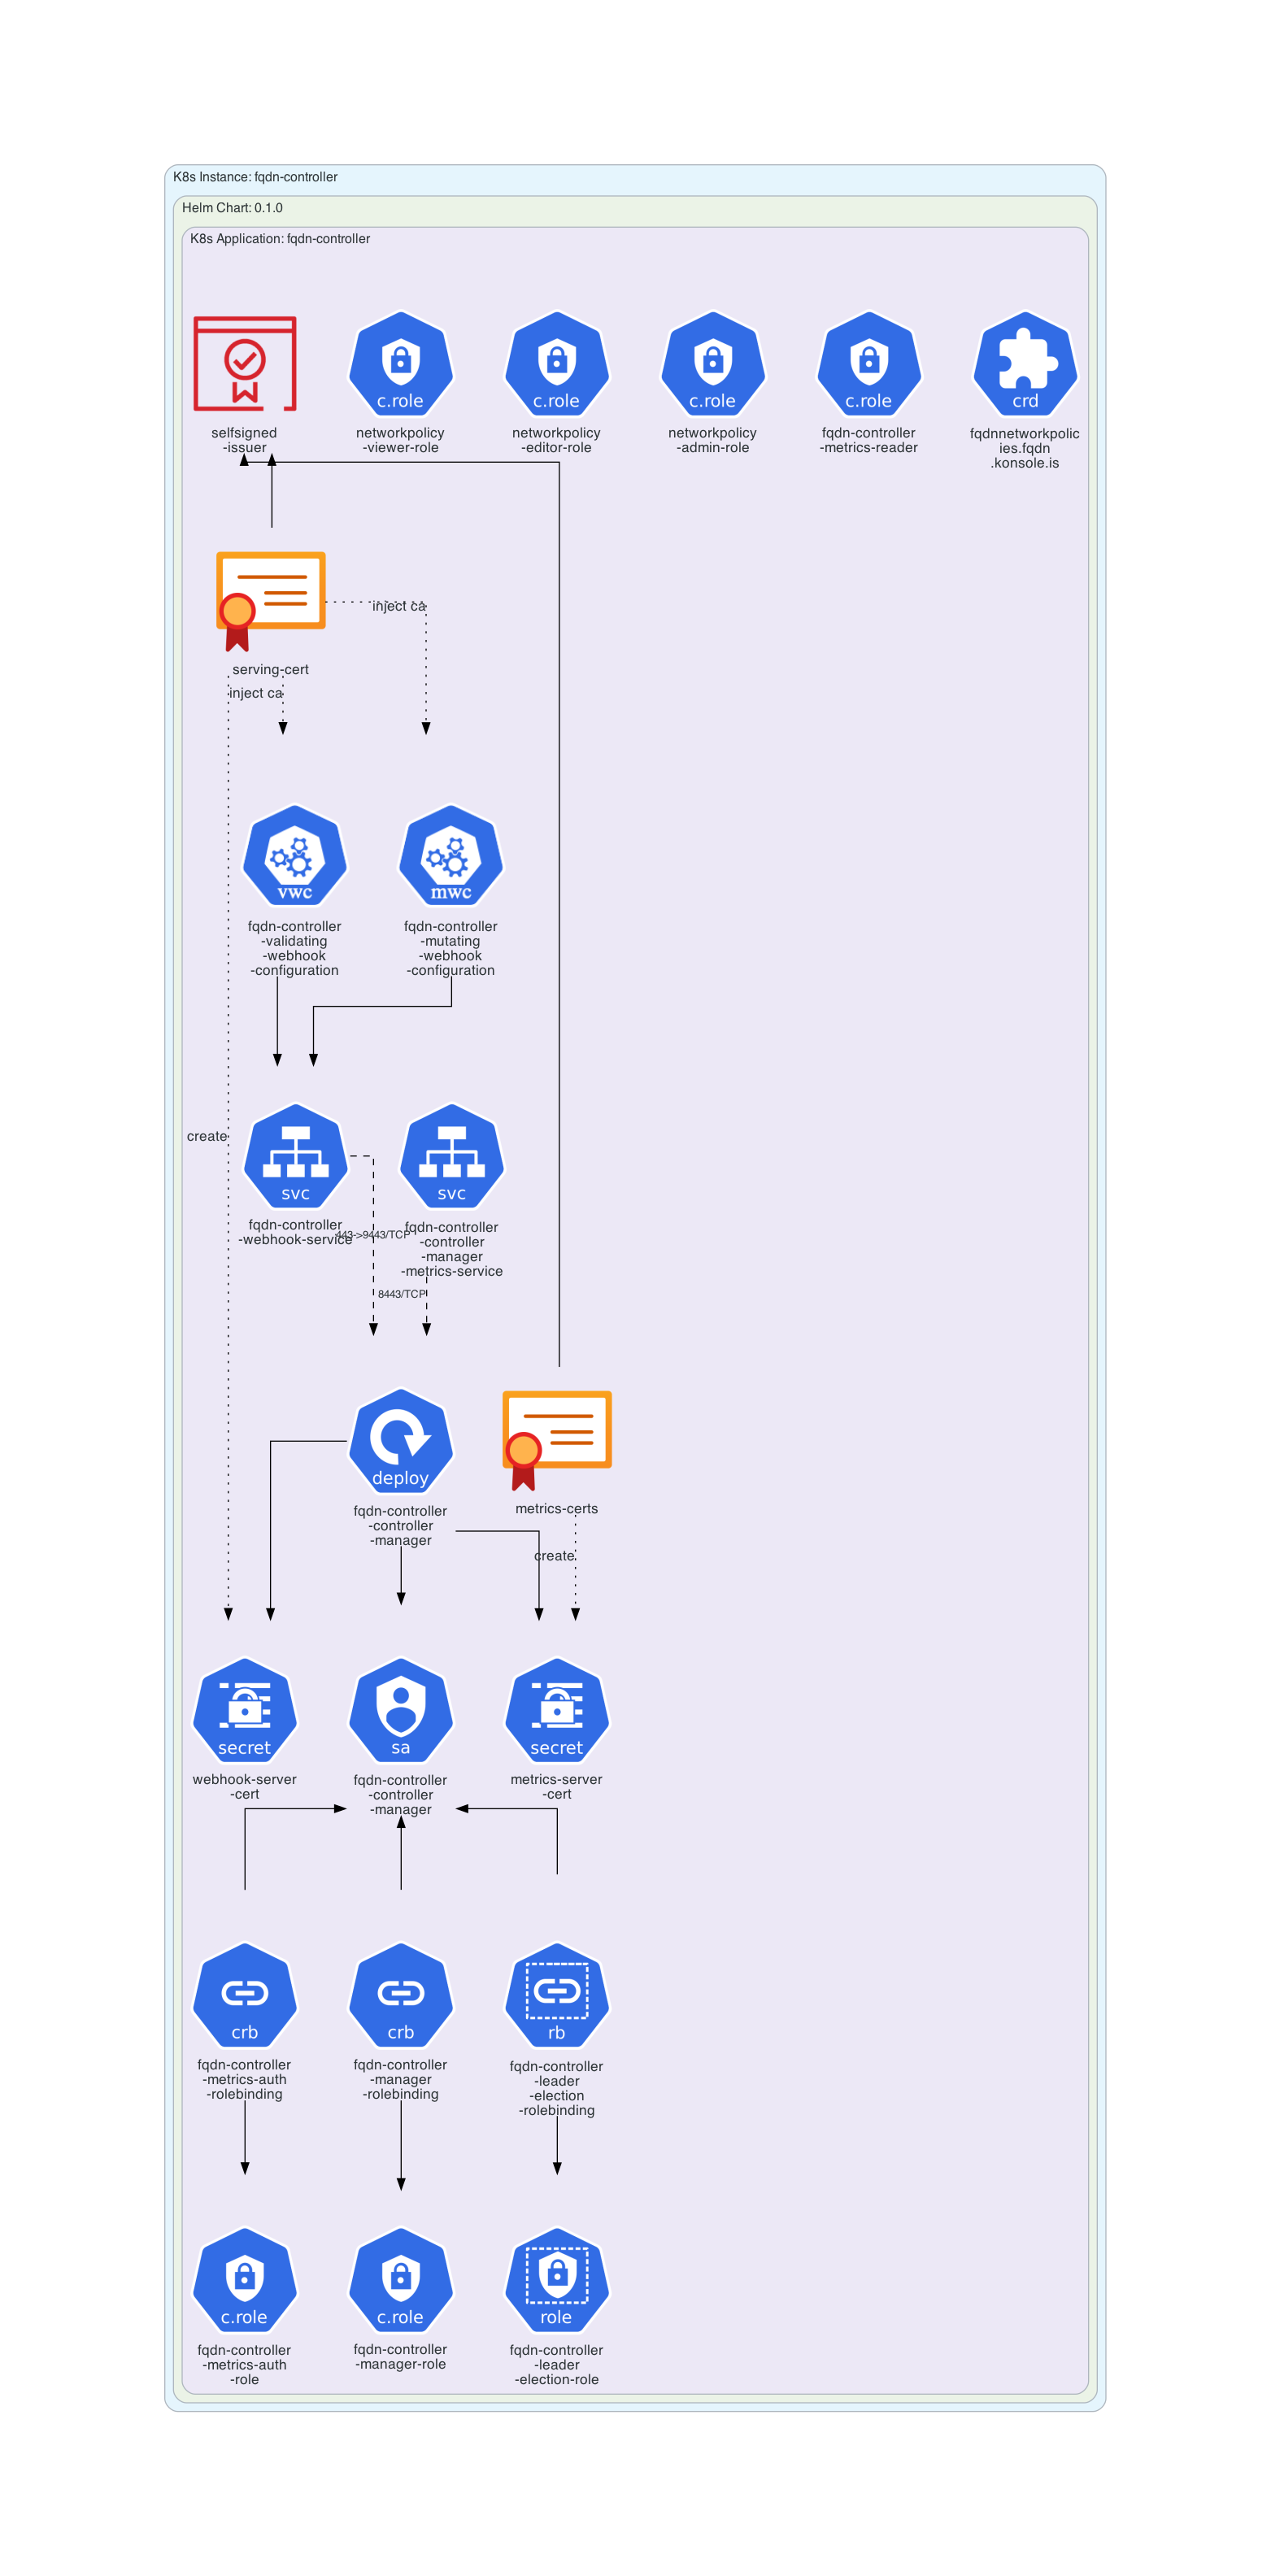 K8s Instance: fqdn-controller
Helm Chart: 0.1.0
K8s Application: fqdn-controller
selfsigned
-issuer
c.role
networkpolicy
-viewer-role
c.role
networkpolicy
-editor-role
c.role
networkpolicy
-admin-role
c.role
fqdn-controller
-metrics-reader
crd
fqdnnetworkpolic
ies.fqdn
.konsole.is
inject ca
serving-cert
inject ca
vwc
fqdn-controller
-validating
-webhook
-configuration
mwc
fqdn-controller
-mutating
-webhook
-configuration
create
svc
fqdn-controller
-webhook-service
443->9443/TCP
svc
fqdn-controller
-controller
-manager
-metrics-service
8443/TCP
deploy
fqdn-controller
-controller
-manager
metrics-certs
create
secret
webhook-server
-cert
sa
fqdn-controller
-controller
-manager
secret
metrics-server
-cert
crb
fqdn-controller
-metrics-auth
-rolebinding
crb
fqdn-controller
-manager
-rolebinding
rb
fqdn-controller
-leader
-election
-rolebinding
c.role
fqdn-controller
-metrics-auth
-role
c.role
fqdn-controller
-manager-role
role
fqdn-controller
-leader
-election-role